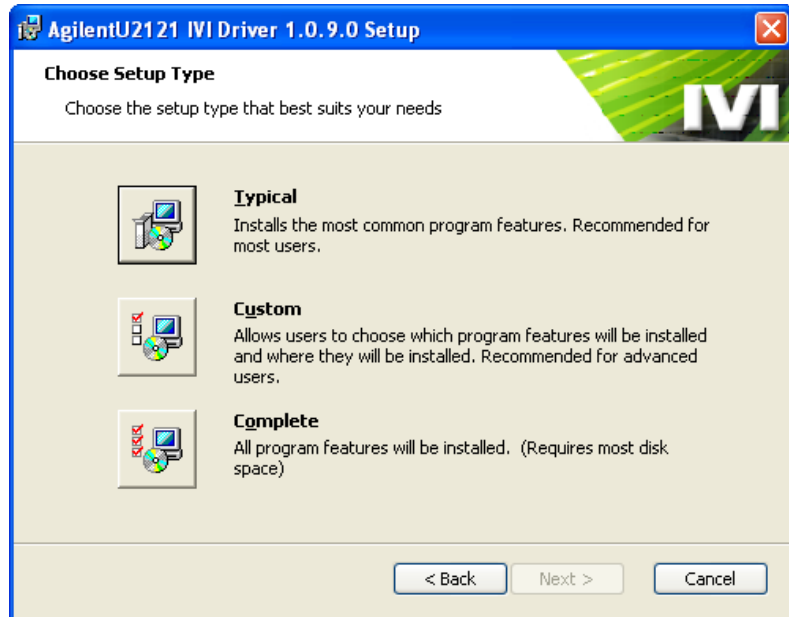 AgilentU2121 IVI Driver 1.0.9.0 Setup
Choose Setup Type
Choose the setup type that best suits your needs
IVI
Typical
Installs the most common program features. Recommended for
most users.
Custom
Allows users to choose which program features will be installed
and where they will be installed. Recommended for advanced
users.
Complete
All program features will be installed.  (Requires most disk
space)
< Back
Next >
Cancel